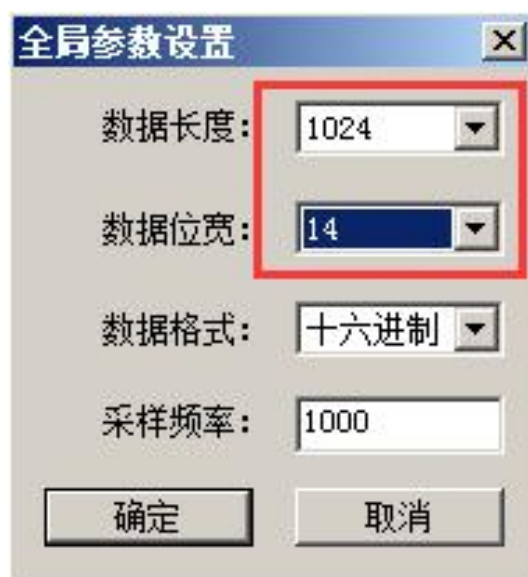 全局参数设置
数据长度: 1024
数据位宽: 14
数据格式: 十六进制
采样频率: 1000
确定 取消